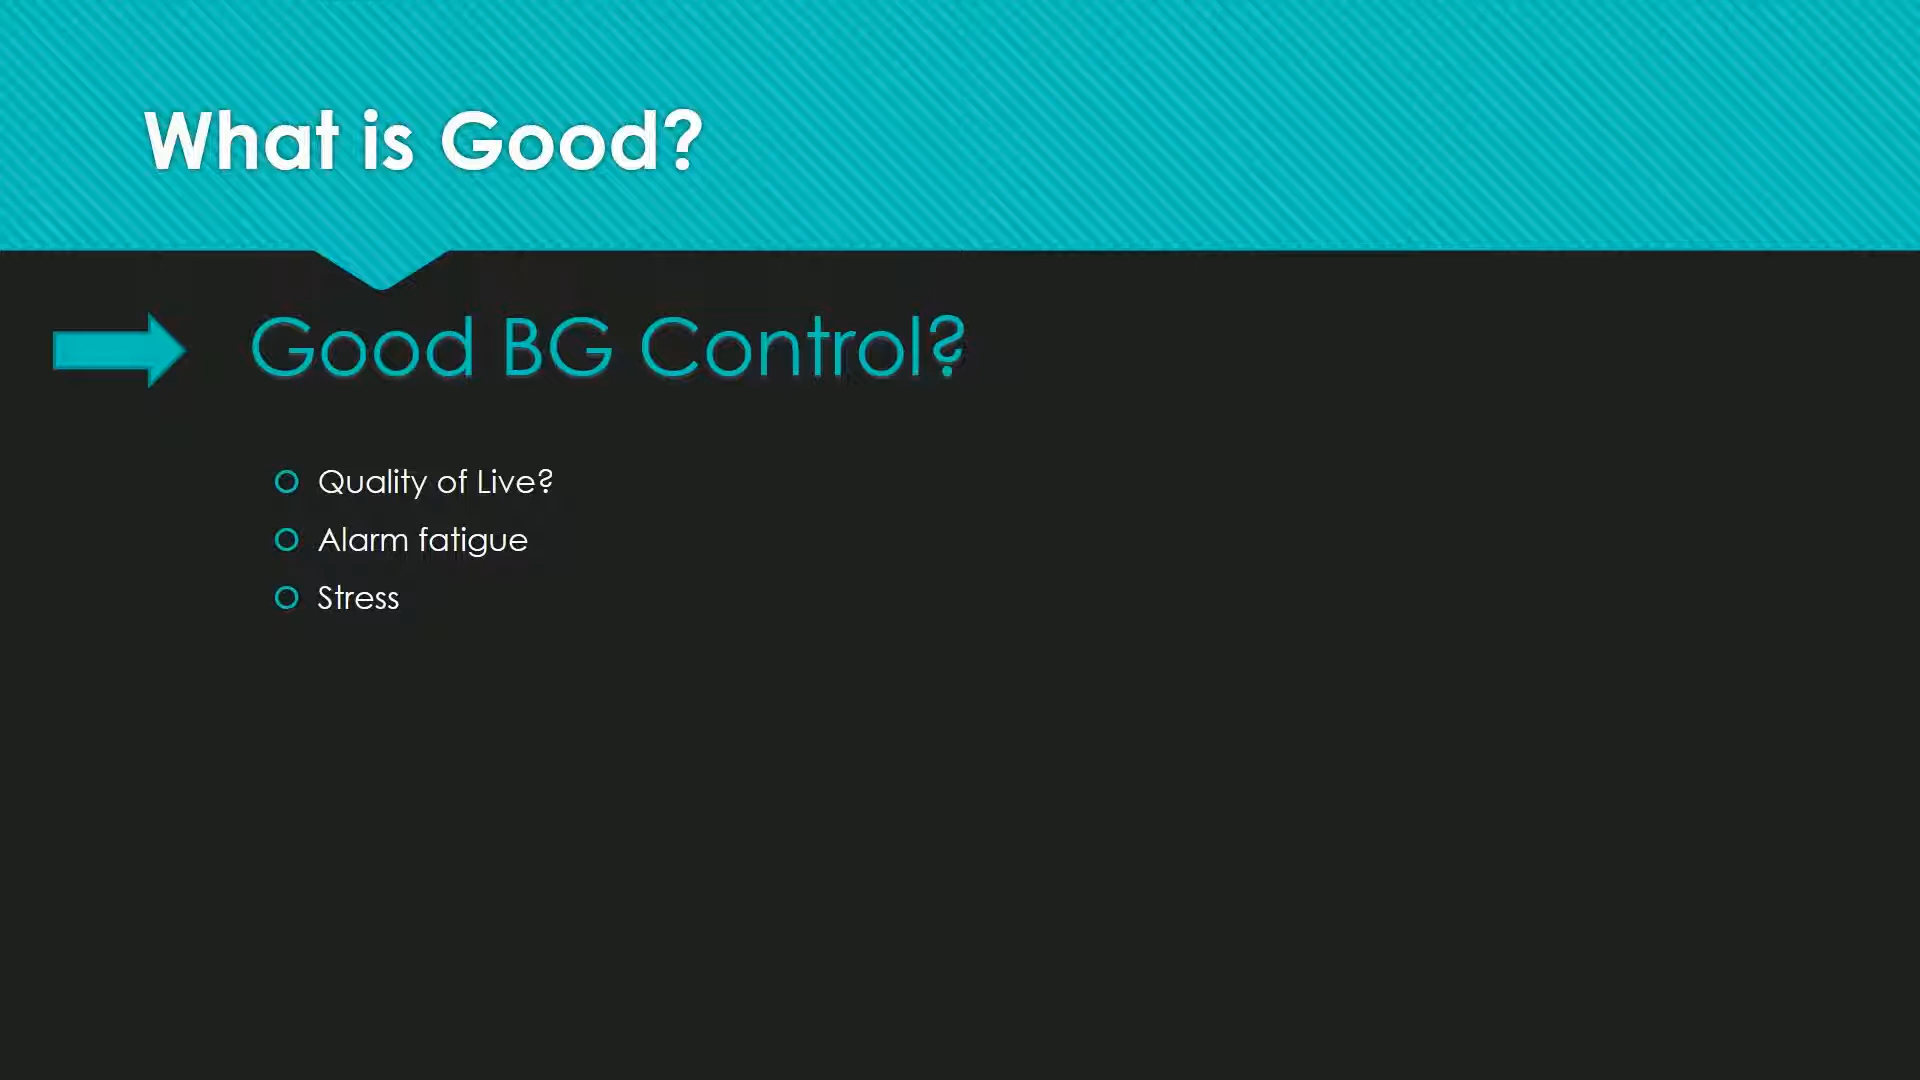 What is Good?
Good BG Control?
Quality of Live?
Alarm fatigue
Stress